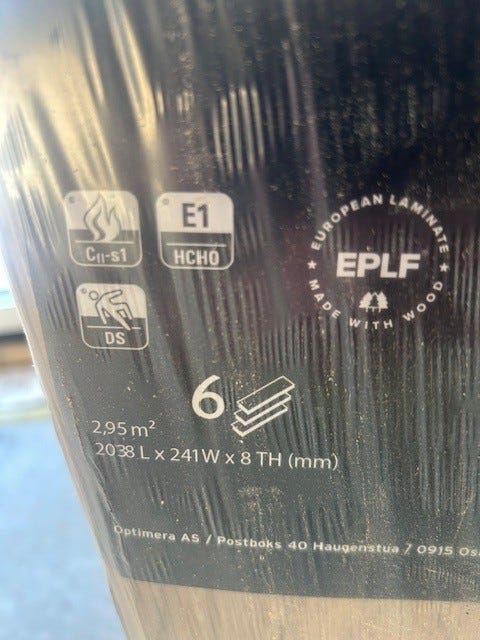 Cfl-s1
E1
HCHO
DS
EUROPEAN LAMINATE
EPLF
MADE WITH WOOD
6
2,95 m²
2038 L x 241 W x 8 TH (mm)
Optimera AS / Postboks 40 Haugenstua / 0915